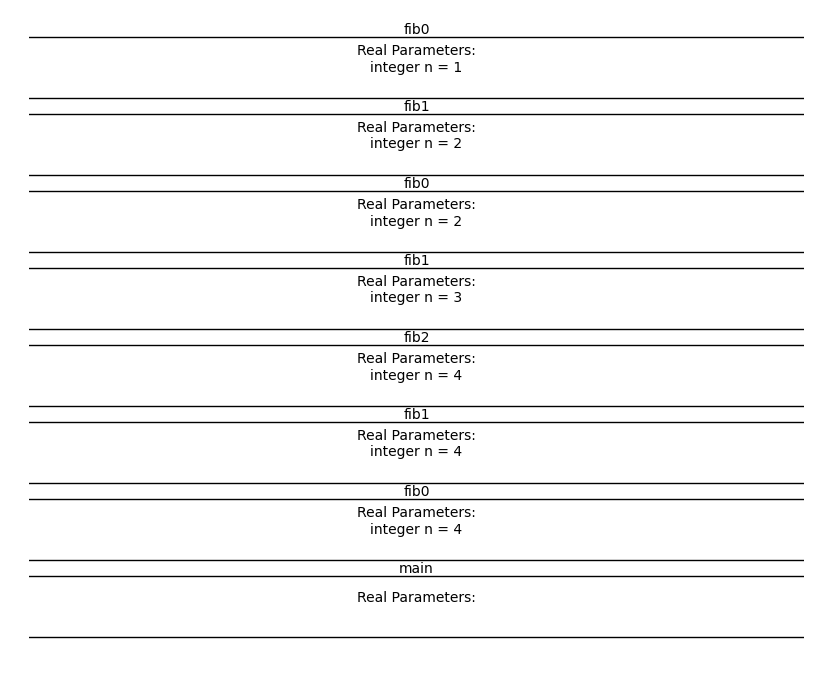 fib0
Real Parameters:
integer n = 1
fib1
Real Parameters:
integer n = 2
fib0
Real Parameters:
integer n = 2
fib1
Real Parameters:
integer n = 3
fib2
Real Parameters:
integer n = 4
fib1
Real Parameters:
integer n = 4
fib0
Real Parameters:
integer n = 4
main
Real Parameters: